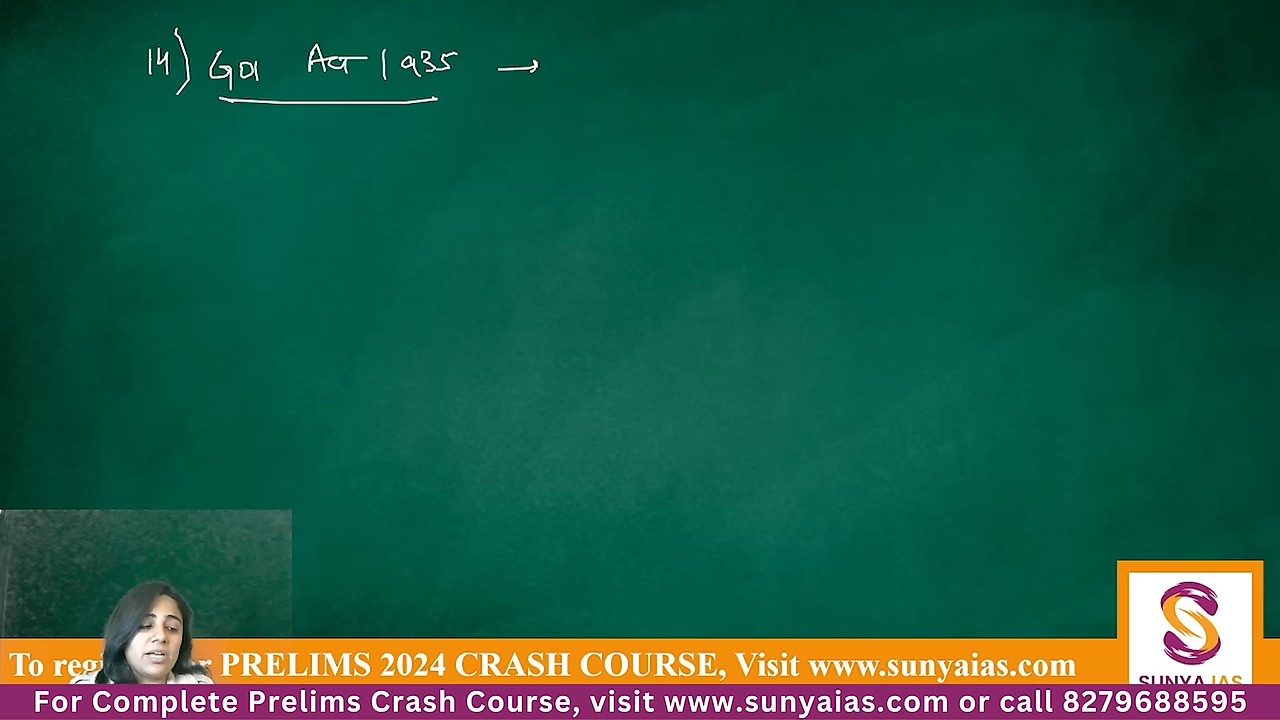 14) GOI Act 1935 →
To regi r PRELIMS 2024 CRASH COURSE, Visit www.sunyaias.com
SUNYA IAS
For Complete Prelims Crash Course, visit www.sunyaias.com or call 8279688595